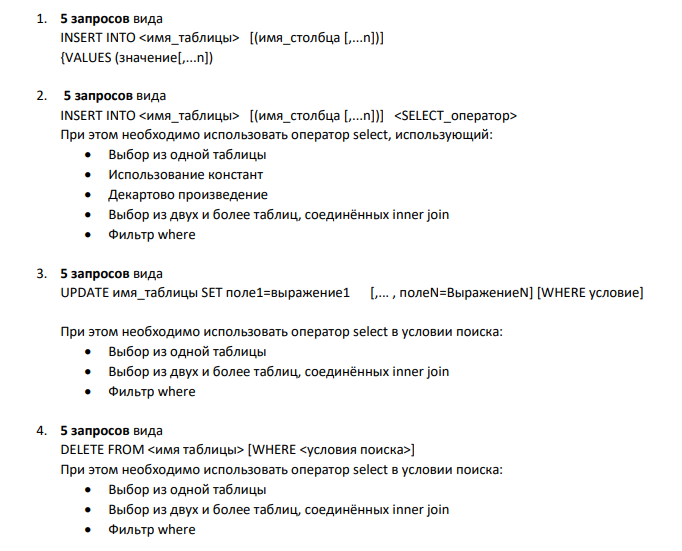 1. 5 запросов вида
INSERT INTO <имя_таблицы> [(имя_столбца [,...n])]
{VALUES (значение[,...n])
2. 5 запросов вида
INSERT INTO <имя_таблицы> [(имя_столбца [,...n])] <SELECT_оператор>
При этом необходимо использовать оператор select, использующий:
• Выбор из одной таблицы
• Использование констант
• Декартово произведение
• Выбор из двух и более таблиц, соединённых inner join
• Фильтр where
3. 5 запросов вида
UPDATE имя_таблицы SET поле1=выражение1 [,... , полеN=ВыражениеN] [WHERE условие]
При этом необходимо использовать оператор select в условии поиска:
• Выбор из одной таблицы
• Выбор из двух и более таблиц, соединённых inner join
• Фильтр where
4. 5 запросов вида
DELETE FROM <имя таблицы> [WHERE <условия поиска>]
При этом необходимо использовать оператор select в условии поиска:
• Выбор из одной таблицы
• Выбор из двух и более таблиц, соединённых inner join
• Фильтр where